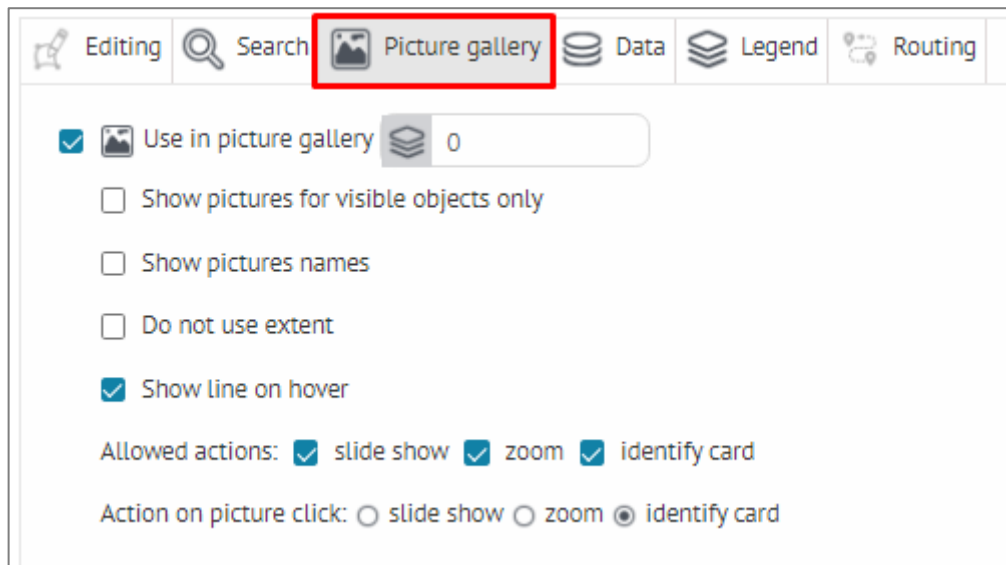 Editing Search Picture gallery Data Legend Routing
Use in picture gallery 0
Show pictures for visible objects only
Show pictures names
Do not use extent
Show line on hover
Allowed actions: slide show zoom identify card
Action on picture click: slide show zoom identify card